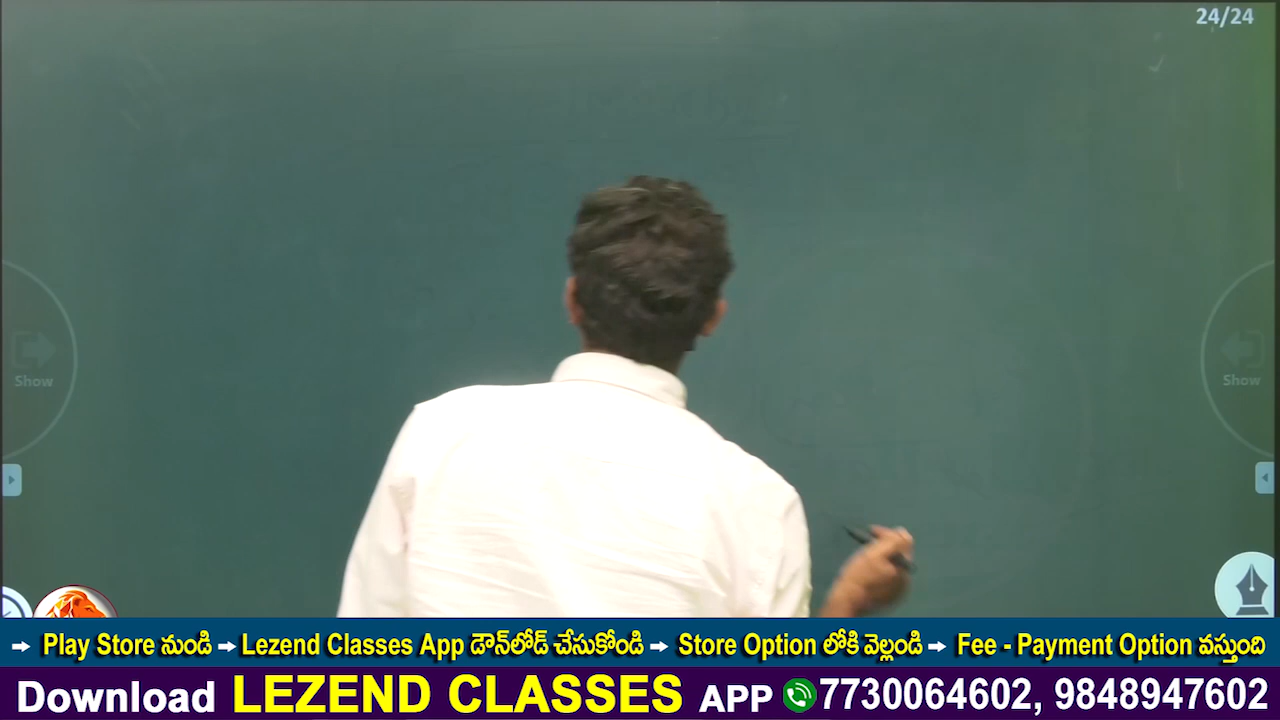 24/24
Show
Show
→ Play Store నుండి → Lezend Classes App డౌన్‌లోడ్ చేసుకోండి → Store Option లోకి వెల్లండి → Fee - Payment Option వస్తుంది
Download LEZEND CLASSES APP 7730064602, 9848947602